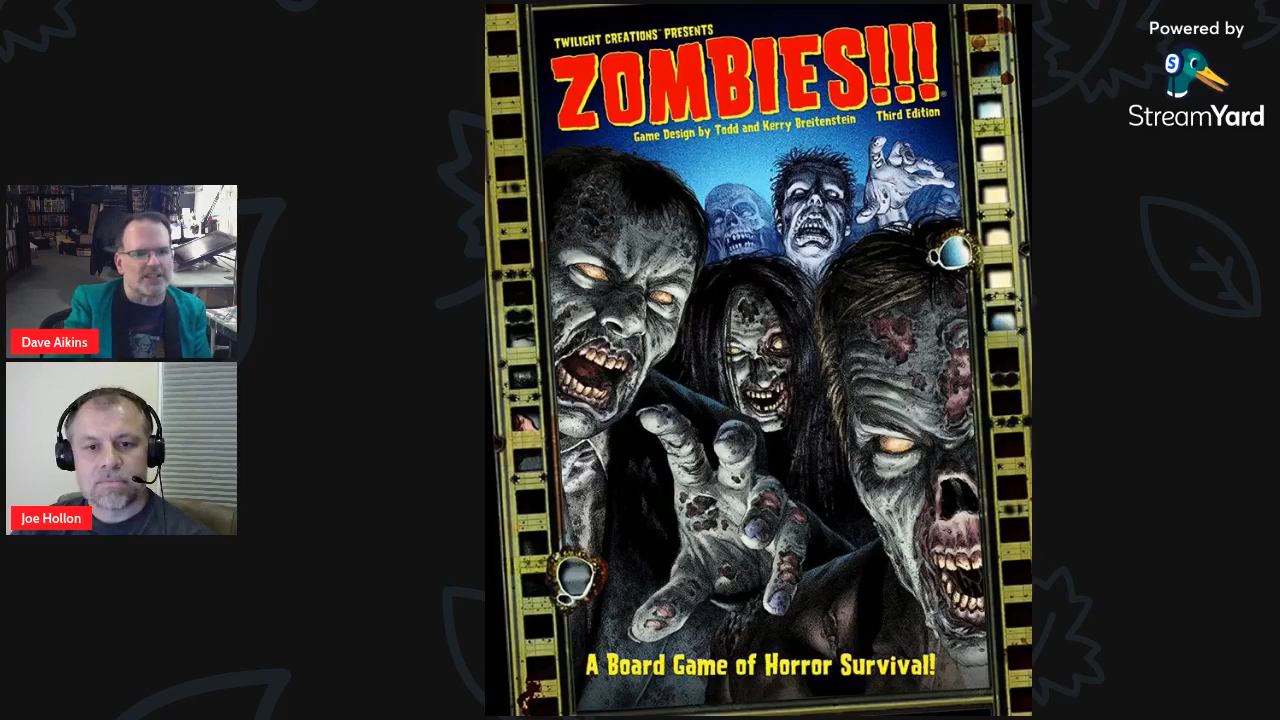 TWILIGHT CREATIONS™ PRESENTS
ZOMBIES!!!®
Game Design by Todd and Kerry Breitenstein
Third Edition
A Board Game of Horror Survival!
Powered by
S
StreamYard
Dave Aikins
Joe Hollon